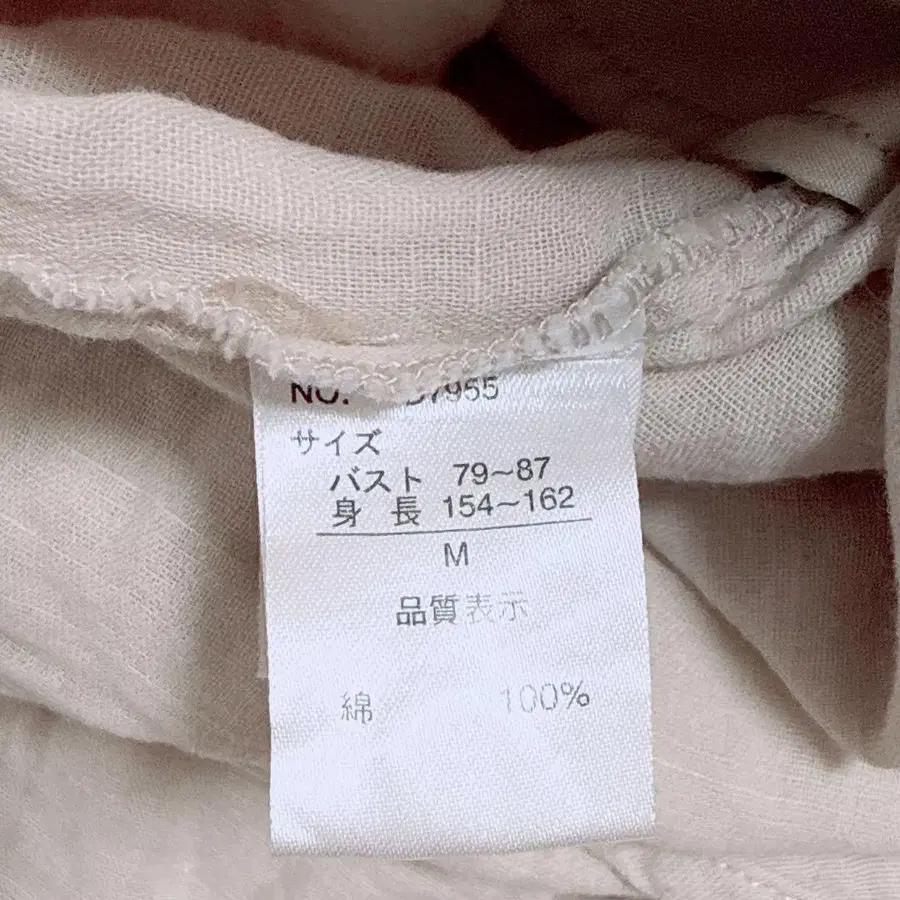 NO. 7955
サイズ
バスト 79~87
身長 154~162
M
品質表示
綿 100%